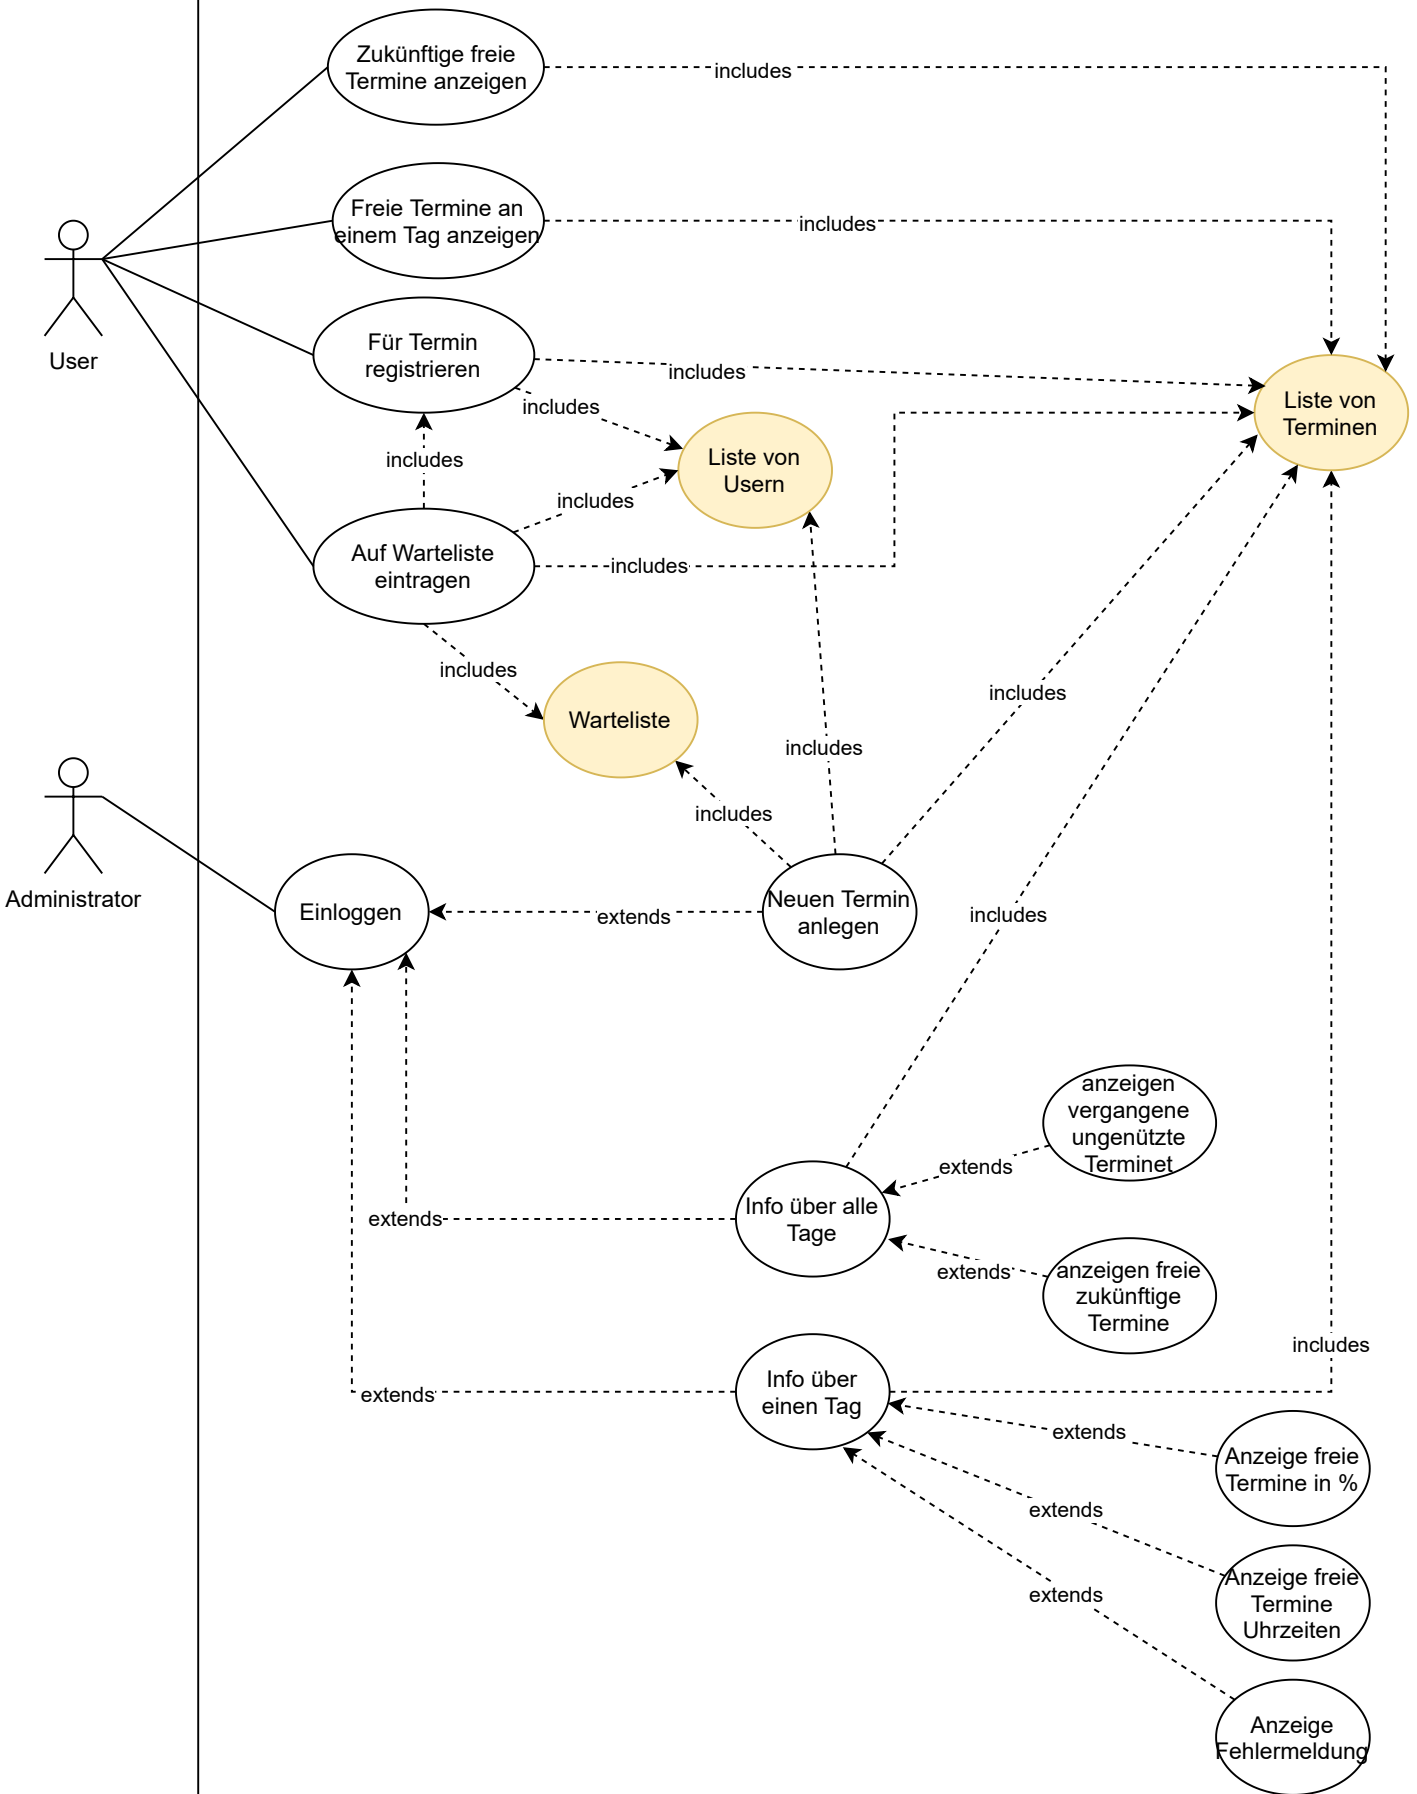 Zukünftige freie
Termine anzeigen
includes
Freie Termine an
einem Tag anzeigen
includes
User
Für Termin
registrieren
includes
includes
Liste von
Terminen
includes
Liste von
Usern
includes
Auf Warteliste
eintragen
includes
includes
Warteliste
includes
includes
includes
Administrator
Einloggen
extends
Neuen Termin
anlegen
includes
anzeigen
vergangene
ungenützte
Terminet
extends
Info über alle
Tage
extends
extends
anzeigen freie
zukünftige
Termine
includes
Info über
einen Tag
extends
extends
Anzeige freie
Termine in %
extends
Anzeige freie
Termine
Uhrzeiten
extends
Anzeige
Fehlermeldung